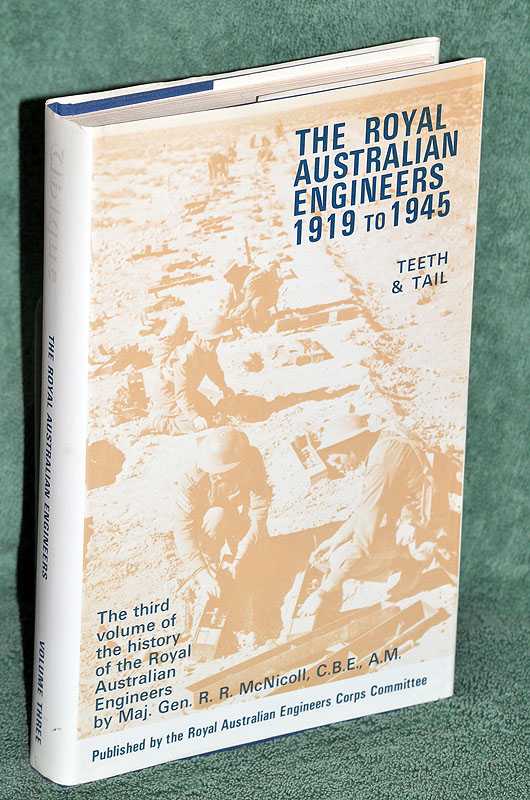 THE ROYAL
AUSTRALIAN
ENGINEERS
1919 TO 1945
TEETH
& TAIL
The third
volume of
the history
of the Royal
Australian
Engineers
by Maj. Gen. R. R. McNicoll, C.B.E., A.M.
Published by the Royal Australian Engineers Corps Committee
THE ROYAL AUSTRALIAN ENGINEERS
VOLUME THREE